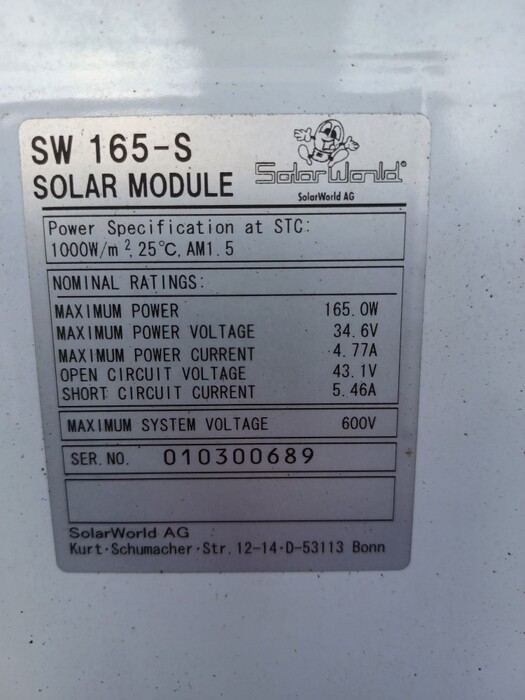 SW 165-S
SolarWorld
SOLAR MODULE
SolarWorld AG
Power Specification at STC:
1000W/m², 25°C, AM1.5
NOMINAL RATINGS:
MAXIMUM POWER 165.0W
MAXIMUM POWER VOLTAGE 34.6V
MAXIMUM POWER CURRENT 4.77A
OPEN CIRCUIT VOLTAGE 43.1V
SHORT CIRCUIT CURRENT 5.46A
MAXIMUM SYSTEM VOLTAGE 600V
SER. NO. 010300689
SolarWorld AG
Kurt-Schumacher-Str. 12-14·D-53113 Bonn